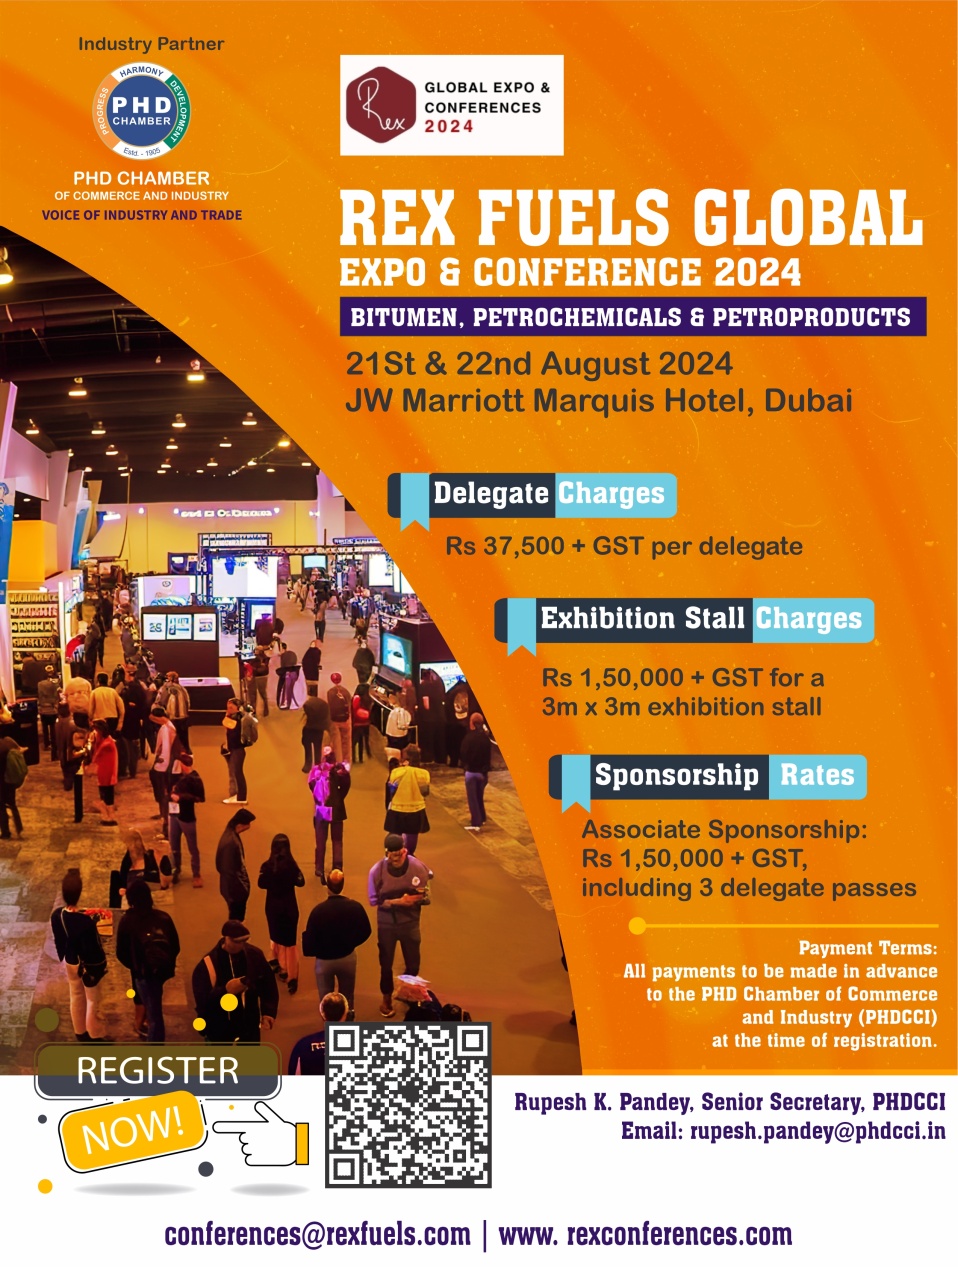 Industry Partner
HARMONY
PROGRESS
DEVELOPMENT
PHD
CHAMBER
Estd. - 1905
PHD CHAMBER
OF COMMERCE AND INDUSTRY
VOICE OF INDUSTRY AND TRADE
Rex
GLOBAL EXPO &
CONFERENCES
2024
REX FUELS GLOBAL
EXPO & CONFERENCE 2024
BITUMEN, PETROCHEMICALS & PETROPRODUCTS
21St & 22nd August 2024
JW Marriott Marquis Hotel, Dubai
Delegate Charges
Rs 37,500 + GST per delegate
Exhibition Stall Charges
Rs 1,50,000 + GST for a
3m x 3m exhibition stall
Sponsorship Rates
Associate Sponsorship:
Rs 1,50,000 + GST,
including 3 delegate passes
Payment Terms:
All payments to be made in advance
to the PHD Chamber of Commerce
and Industry (PHDCCI)
at the time of registration.
REGISTER
NOW!
Rupesh K. Pandey, Senior Secretary, PHDCCI
Email: rupesh.pandey@phdcci.in
conferences@rexfuels.com | www. rexconferences.com